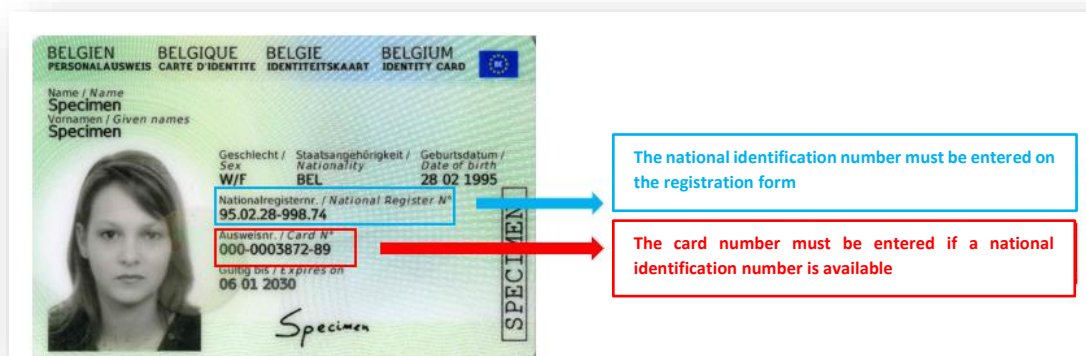 BELGIEN BELGIQUE BELGIE BELGIUM
PERSONALAUSWEIS CARTE D'IDENTITE IDENTITEITSKAART IDENTITY CARD
Name / Name
Specimen
Vornamen / Given names
Specimen
Geschlecht / Staatsangehörigkeit / Geburtsdatum /
Sex Nationality Date of birth
W/F BEL 28 02 1995
Nationalregisternr. / National Register N°
95.02.28-998.74
Ausweisnr. / Card N°
000-0003872-89
Gültig bis / Expires on
06 01 2030
Specimen
SPECIMEN
The national identification number must be entered on
the registration form
The card number must be entered if a national
identification number is available